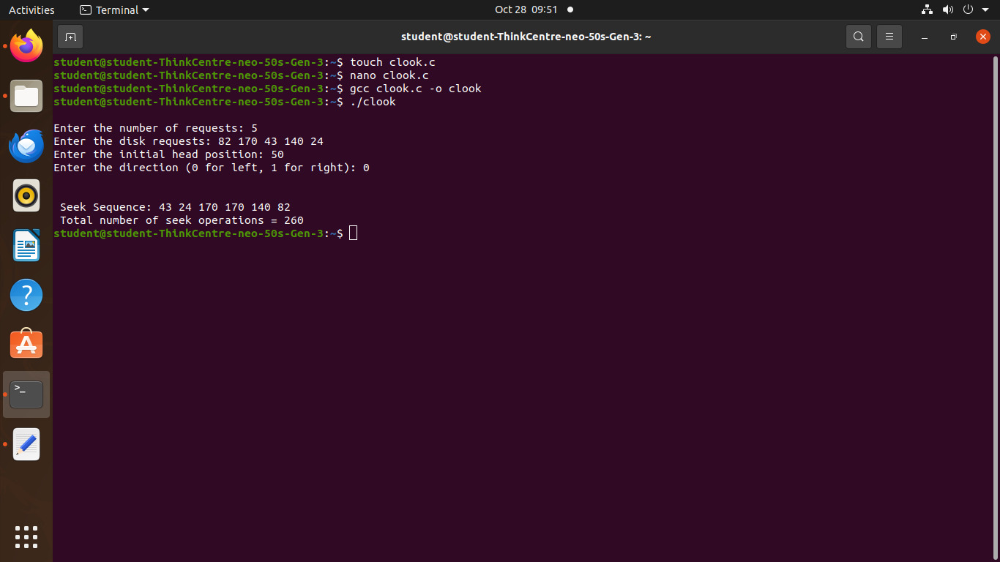 Activities
Terminal
Oct 28 09:51
student@student-ThinkCentre-neo-50s-Gen-3: ~
student@student-ThinkCentre-neo-50s-Gen-3:~$ touch clook.c
student@student-ThinkCentre-neo-50s-Gen-3:~$ nano clook.c
student@student-ThinkCentre-neo-50s-Gen-3:~$ gcc clook.c -o clook
student@student-ThinkCentre-neo-50s-Gen-3:~$ ./clook
Enter the number of requests: 5
Enter the disk requests: 82 170 43 140 24
Enter the initial head position: 50
Enter the direction (0 for left, 1 for right): 0
Seek Sequence: 43 24 170 170 140 82
Total number of seek operations = 260
student@student-ThinkCentre-neo-50s-Gen-3:~$